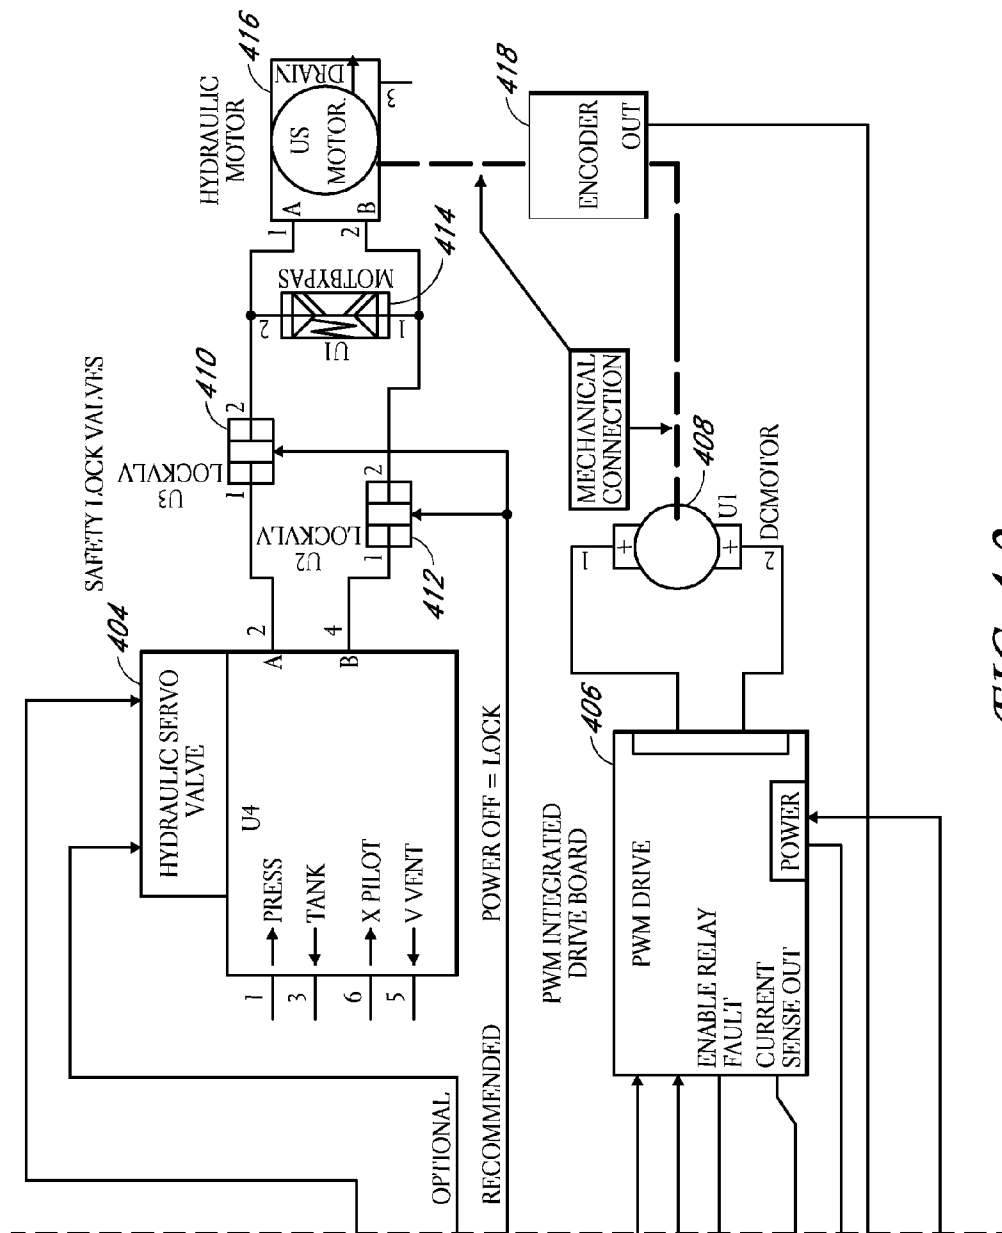 SAFETY LOCK VALVES
HYDRAULIC
MOTOR
416
DRAIN
3
US
MOTOR
A
B
1
2
MOTBYPAS
414
2
1
U1
410
2
LOCKVLV
U3
1
2
LOCKVLV
U2
1
412
404
HYDRAULIC SERVO
VALVE
U4
2
A
4
B
1
PRESS
3
TANK
6
X PILOT
5
V VENT
OPTIONAL
RECOMMENDED
POWER OFF = LOCK
418
ENCODER
OUT
MECHANICAL
CONNECTION
408
U1
DCMOTOR
1
+
+
2
406
PWM INTEGRATED
DRIVE BOARD
PWM DRIVE
ENABLE RELAY
FAULT
CURRENT
SENSE OUT
POWER